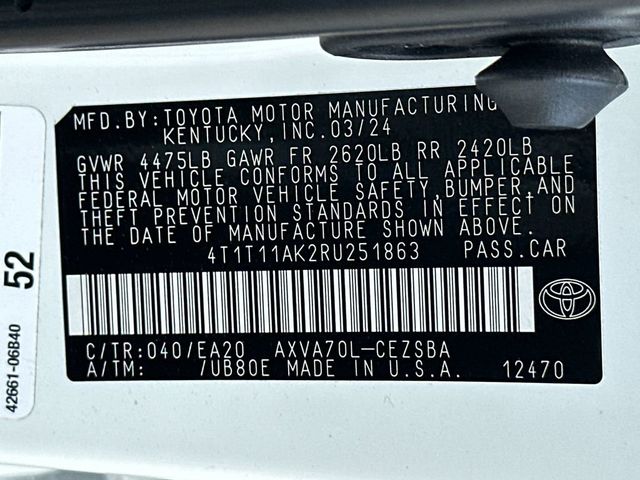 MFD. BY: TOYOTA MOTOR MANUFACTURING
KENTUCKY, INC. 03/24
GVWR 4475LB GAWR FR 2620LB RR 2420LB
THIS VEHICLE CONFORMS TO ALL APPLICABLE
FEDERAL MOTOR VEHICLE SAFETY, BUMPER, AND
THEFT PREVENTION STANDARDS IN EFFECT ON
THE DATE OF MANUFACTURE SHOWN ABOVE.
4T1T11AK2RU251863 PASS.CAR
C/TR: 040/EA20 AXVA70L-CEZSBA
A/TM: /UB80E MADE IN U.S.A. 12470
52
42661-06B40